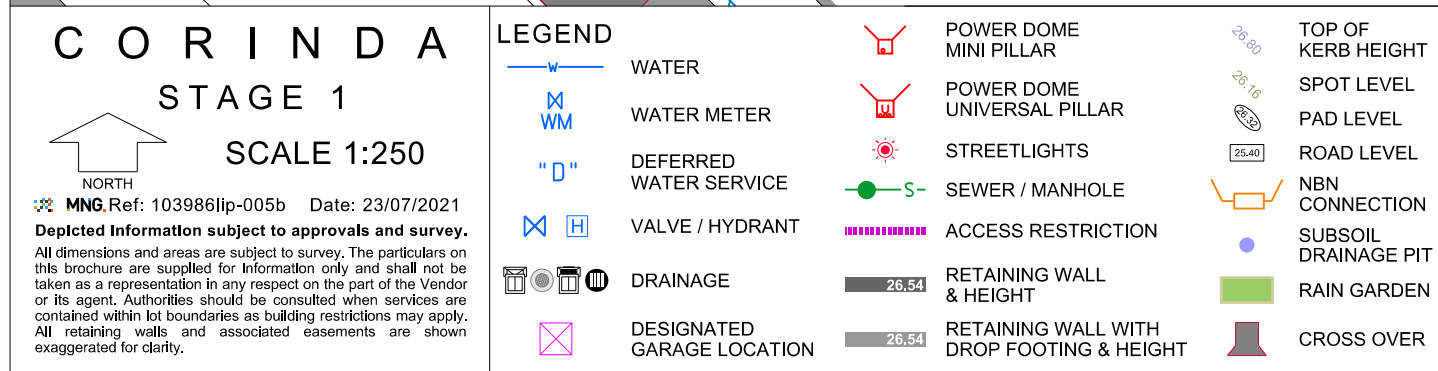 C O R I N D A
STAGE 1
SCALE 1:250
NORTH
MNG. Ref: 103986lip-005b Date: 23/07/2021
Depicted Information subject to approvals and survey.
All dimensions and areas are subject to survey. The particulars on
this brochure are supplied for Information only and shall not be
taken as a representation in any respect on the part of the Vendor
or its agent. Authorities should be consulted when services are
contained within lot boundaries as building restrictions may apply.
All retaining walls and associated easements are shown
exaggerated for clarity.
LEGEND
W WATER
WM WATER METER
"D" DEFERRED
WATER SERVICE
H VALVE / HYDRANT
DRAINAGE
DESIGNATED
GARAGE LOCATION
POWER DOME
MINI PILLAR
U POWER DOME
UNIVERSAL PILLAR
STREETLIGHTS
S SEWER / MANHOLE
ACCESS RESTRICTION
26.54 RETAINING WALL
& HEIGHT
26.54 RETAINING WALL WITH
DROP FOOTING & HEIGHT
26.80 TOP OF
KERB HEIGHT
26.16 SPOT LEVEL
26.32 PAD LEVEL
25.40 ROAD LEVEL
NBN
CONNECTION
SUBSOIL
DRAINAGE PIT
RAIN GARDEN
CROSS OVER